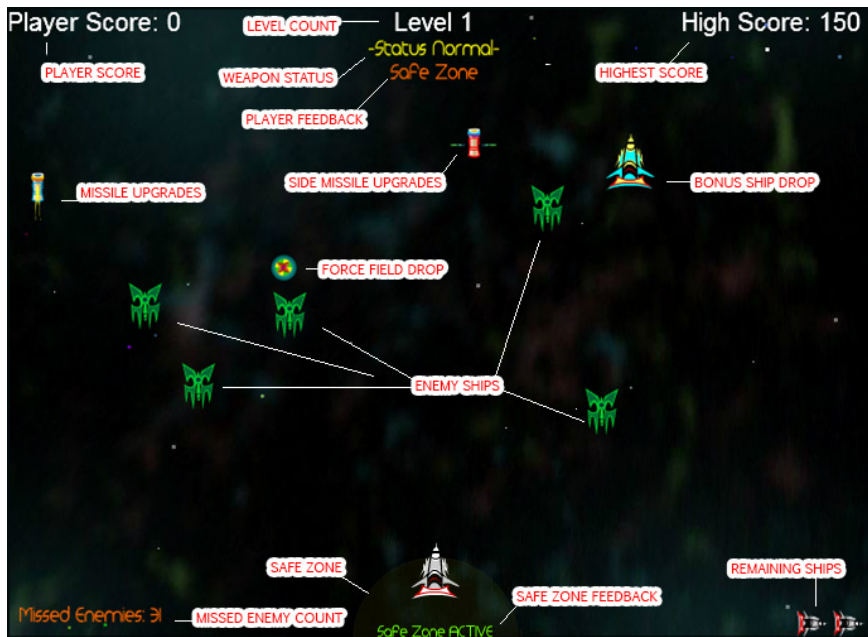 Player Score: 0
LEVEL COUNT
Level 1
High Score: 150
-Status Normal-
PLAYER SCORE
WEAPON STATUS
Safe Zone
HIGHEST SCORE
PLAYER FEEDBACK
MISSILE UPGRADES
SIDE MISSILE UPGRADES
BONUS SHIP DROP
FORCE FIELD DROP
ENEMY SHIPS
SAFE ZONE
REMAINING SHIPS
SAFE ZONE FEEDBACK
Missed Enemies: 31
MISSED ENEMY COUNT
Safe Zone ACTIVE